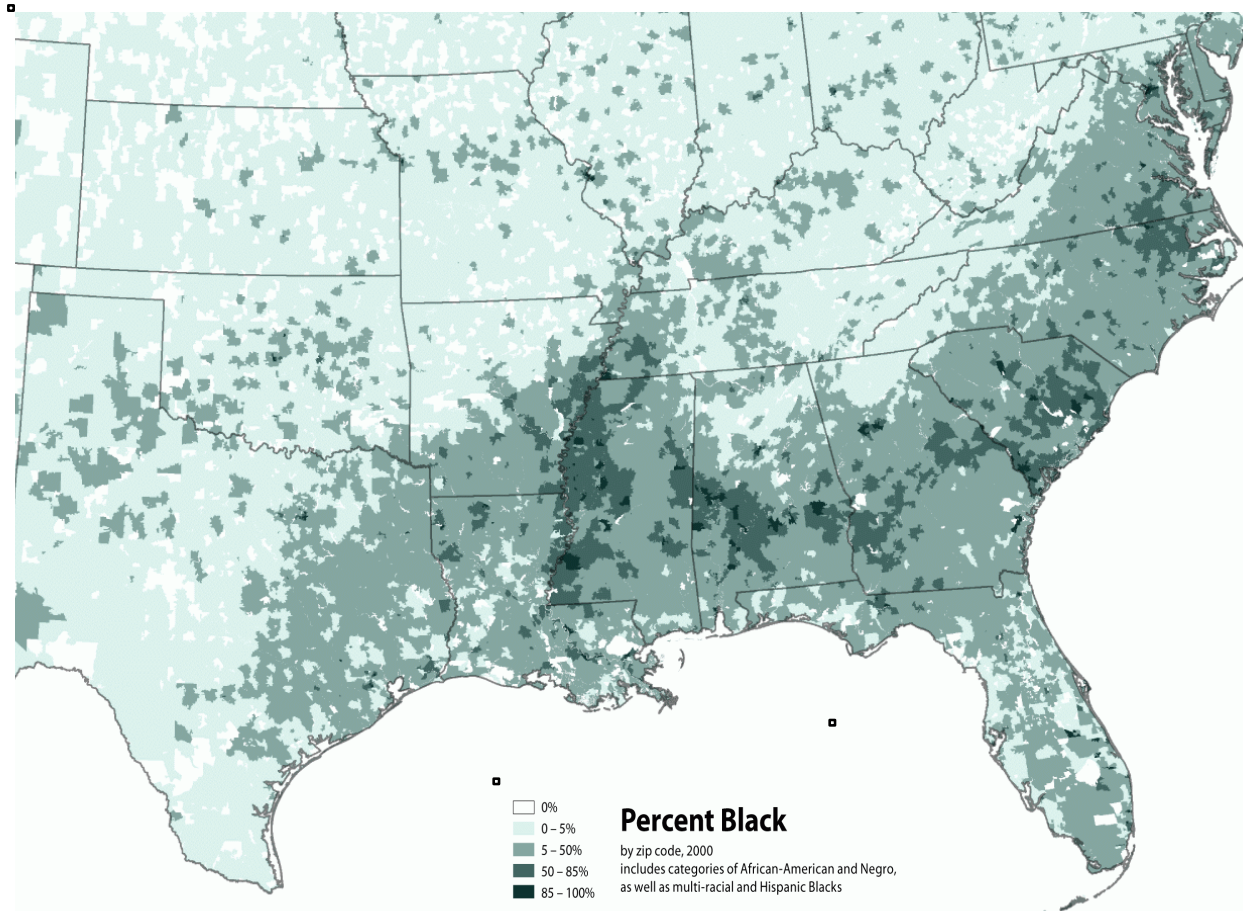 0%
0 – 5%
5 – 50%
50 – 85%
85 – 100%
Percent Black
by zip code, 2000
includes categories of African-American and Negro,
as well as multi-racial and Hispanic Blacks